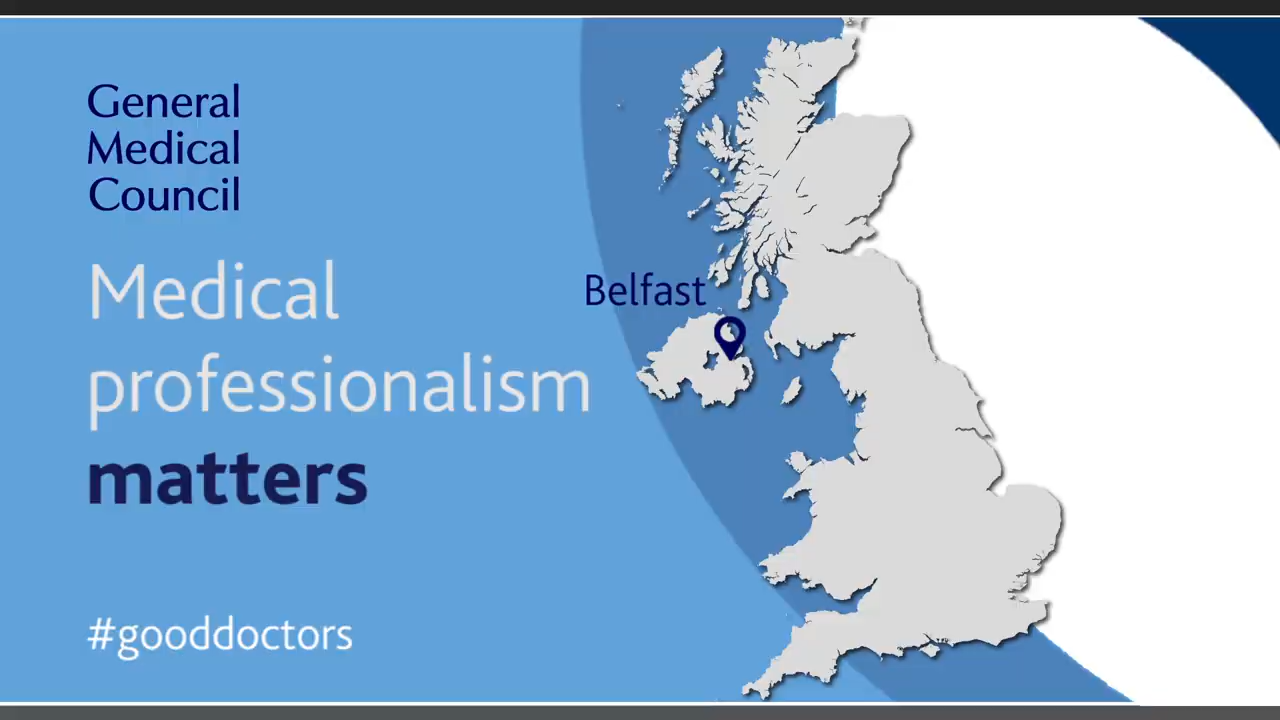 General
Medical
Council
Medical
professionalism
matters
#gooddoctors
Belfast